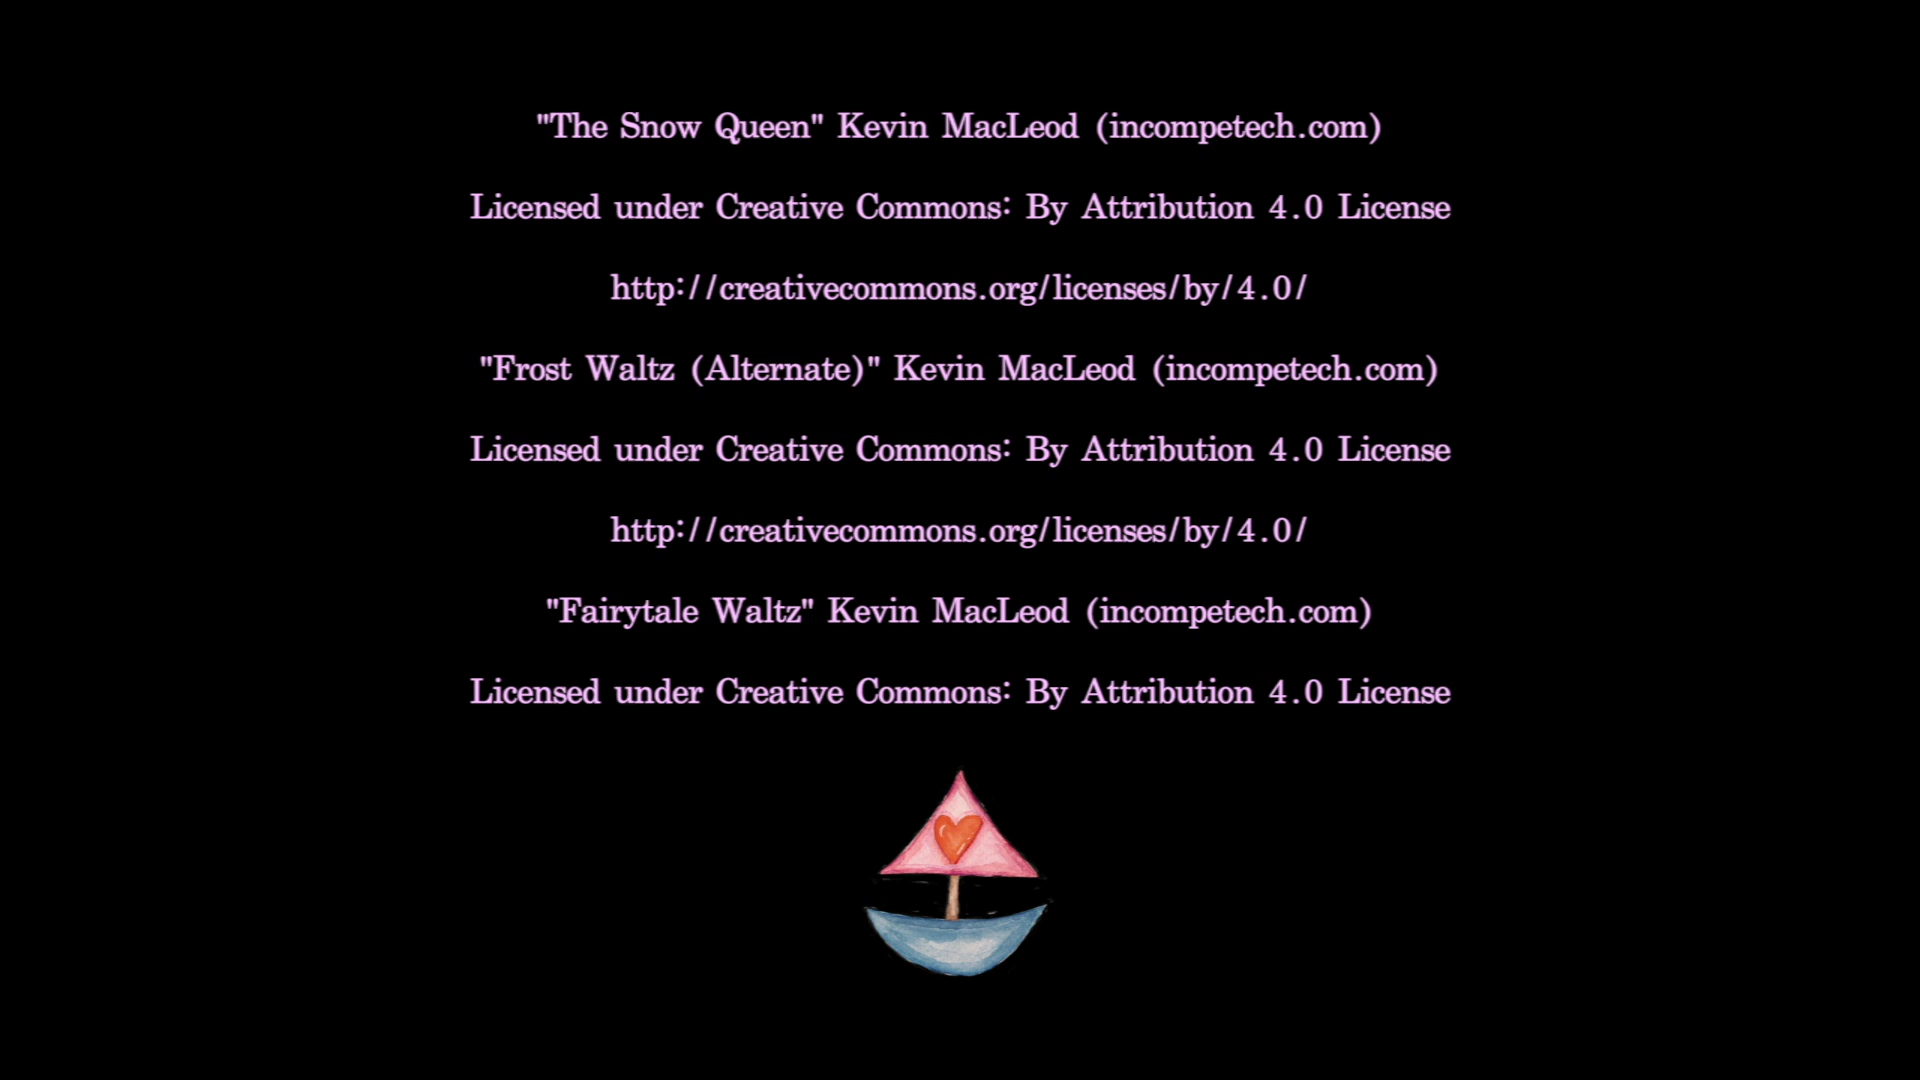 "The Snow Queen" Kevin MacLeod (incompetech.com)
Licensed under Creative Commons: By Attribution 4.0 License
http://creativecommons.org/licenses/by/4.0/
"Frost Waltz (Alternate)" Kevin MacLeod (incompetech.com)
Licensed under Creative Commons: By Attribution 4.0 License
http://creativecommons.org/licenses/by/4.0/
"Fairytale Waltz" Kevin MacLeod (incompetech.com)
Licensed under Creative Commons: By Attribution 4.0 License